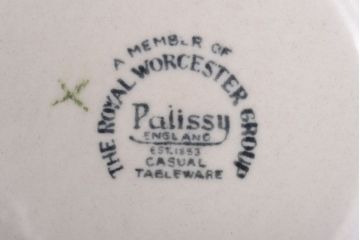 A MEMBER OF
THE ROYAL WORCESTER GROUP
Palissy
ENGLAND
EST. 1853
CASUAL
TABLEWARE